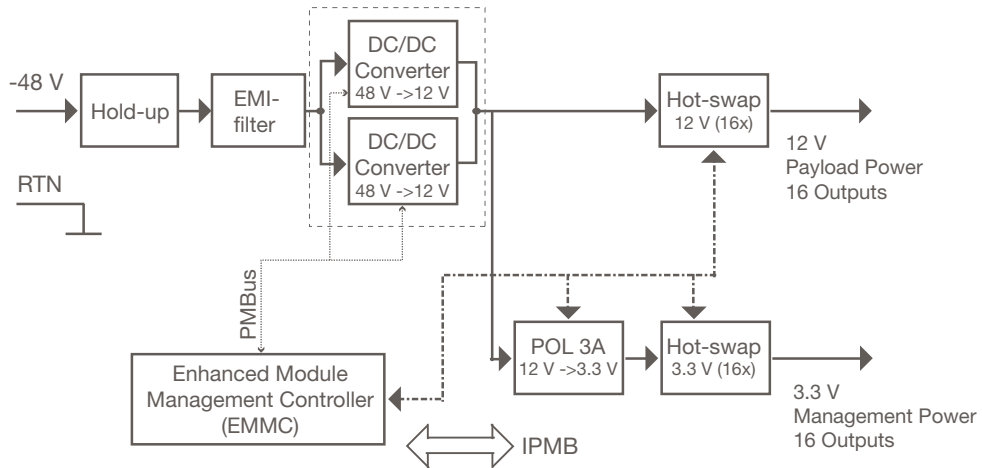 -48 V
Hold-up
EMI-
filter
DC/DC
Converter
48 V ->12 V
DC/DC
Converter
48 V ->12 V
Hot-swap
12 V (16x)
12 V
Payload Power
16 Outputs
RTN
PMBus
POL 3A
12 V ->3.3 V
Hot-swap
3.3 V (16x)
Enhanced Module
Management Controller
(EMMC)
3.3 V
Management Power
16 Outputs
IPMB